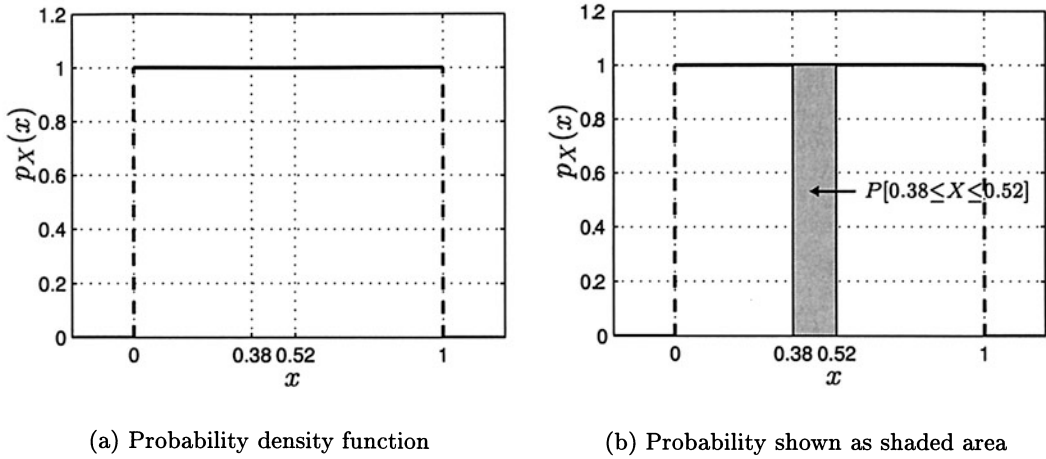 1.2
1
0.8
0.6
0.4
0.2
0
p_X(x)
0 0.38 0.52 1
x
(a) Probability density function
1.2
1
0.8
0.6
0.4
0.2
0
p_X(x)
P[0.38≤X≤0.52]
0 0.38 0.52 1
x
(b) Probability shown as shaded area